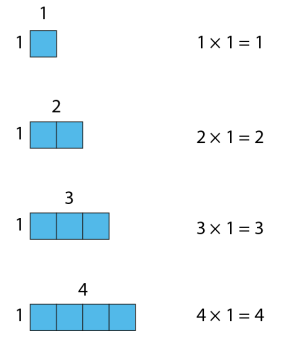 1
1 1 × 1 = 1
2
1 2 × 1 = 2
3
1 3 × 1 = 3
4
1 4 × 1 = 4